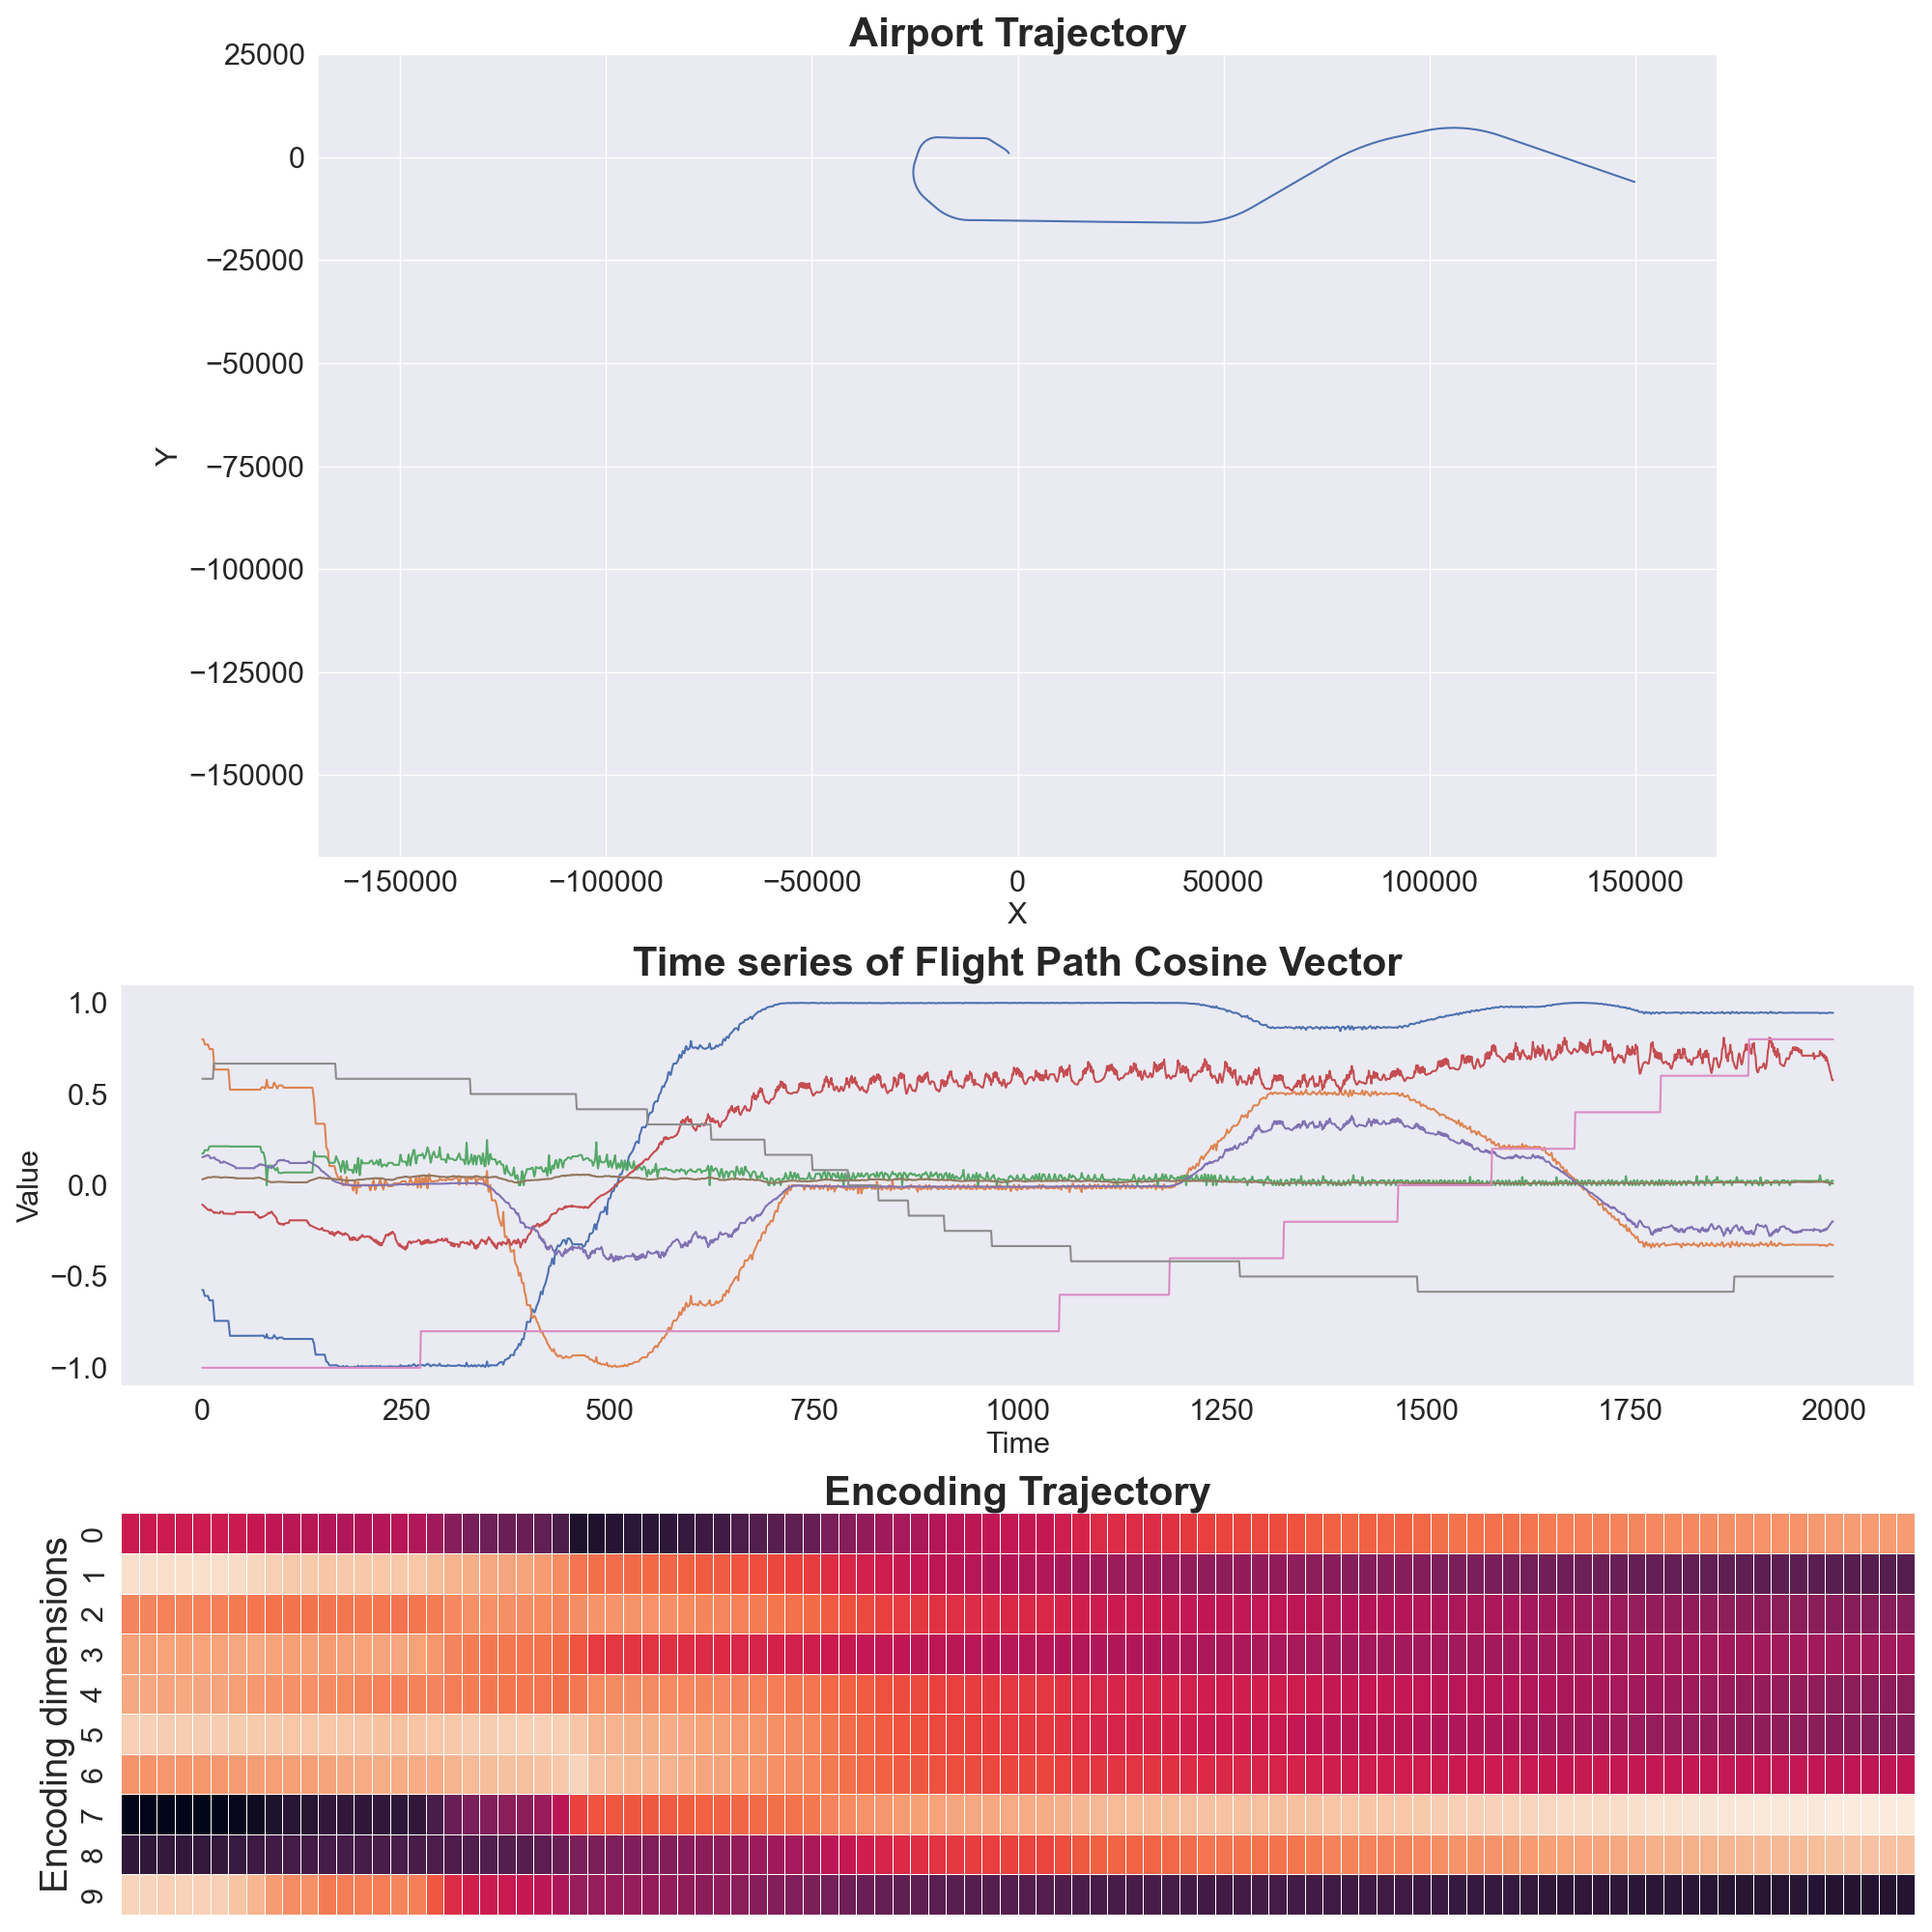 Airport Trajectory
25000
0
−25000
−50000
−75000
−100000
−125000
−150000
Y
−150000 −100000 −50000 0 50000 100000 150000
X
Time series of Flight Path Cosine Vector
1.0
0.5
0.0
−0.5
−1.0
Value
0 250 500 750 1000 1250 1500 1750 2000
Time
Encoding Trajectory
Encoding dimensions
0
1
2
3
4
5
6
7
8
9